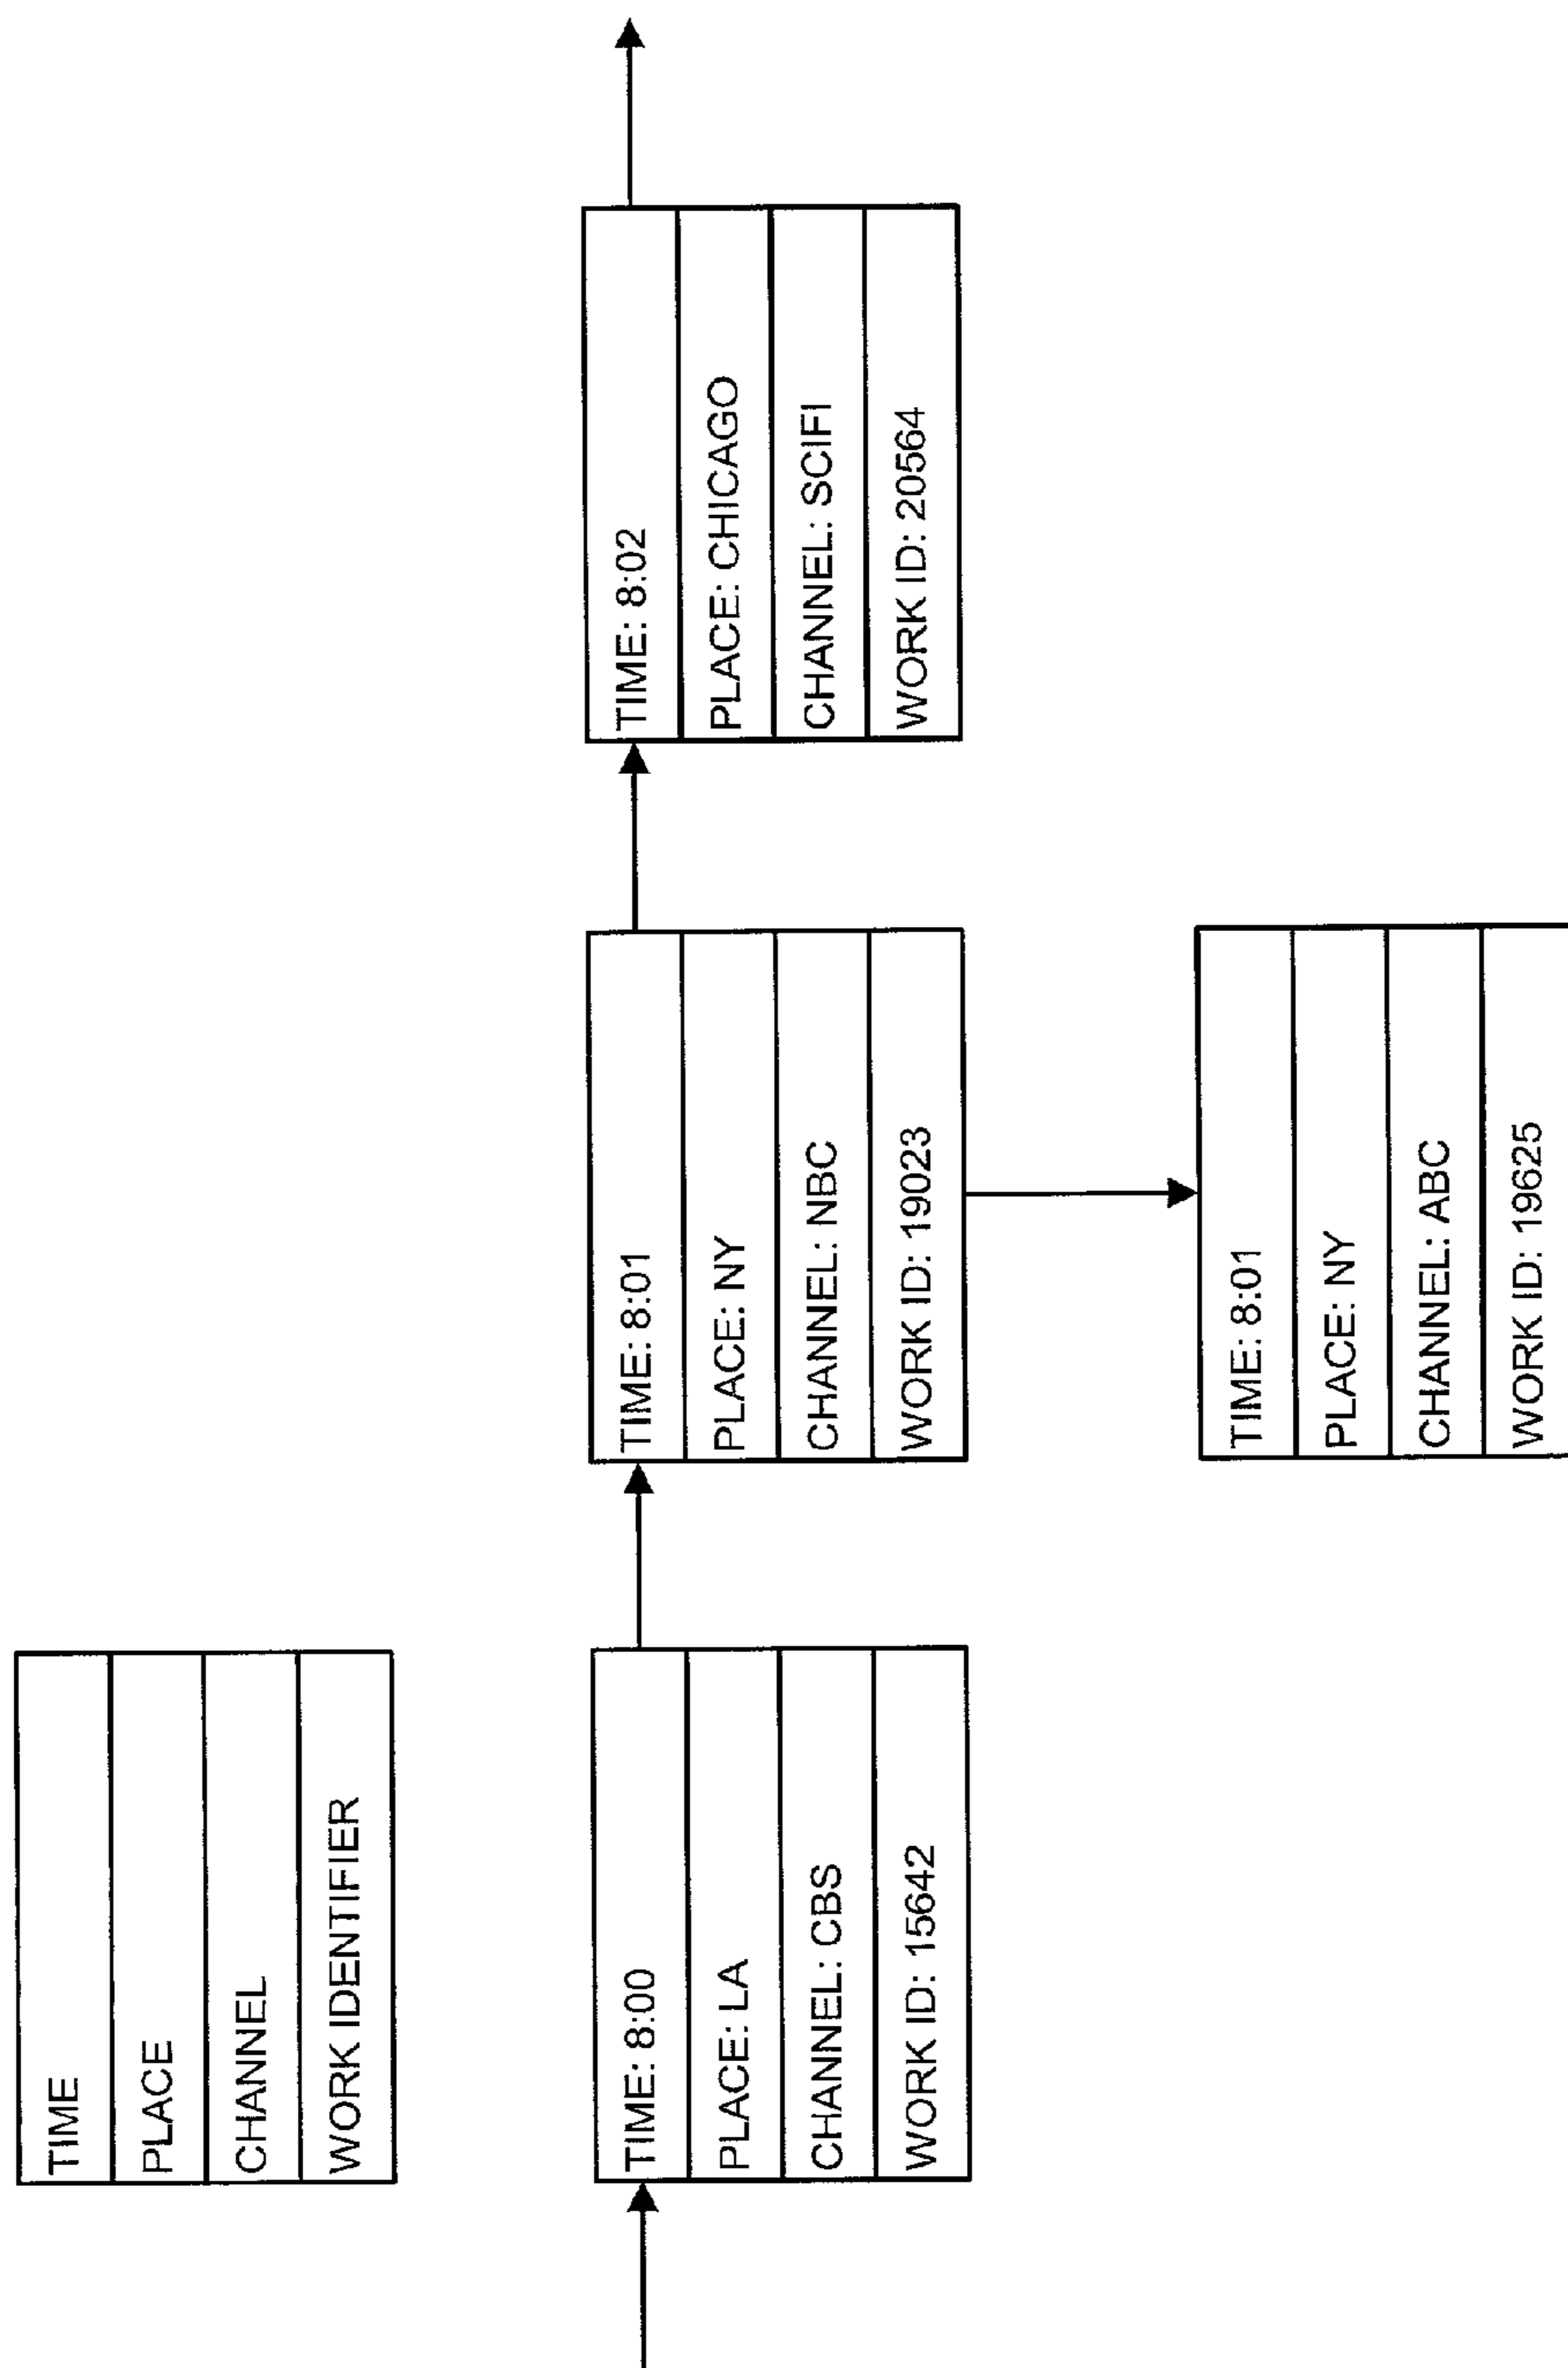 TIME
PLACE
CHANNEL
WORK IDENTIFIER
TIME: 8:00
PLACE: LA
CHANNEL: CBS
WORK ID: 15642
TIME: 8:01
PLACE: NY
CHANNEL: NBC
WORK ID: 19023
TIME: 8:02
PLACE: CHICAGO
CHANNEL: SCIFI
WORK ID: 20564
TIME: 8:01
PLACE: NY
CHANNEL: ABC
WORK ID: 19625